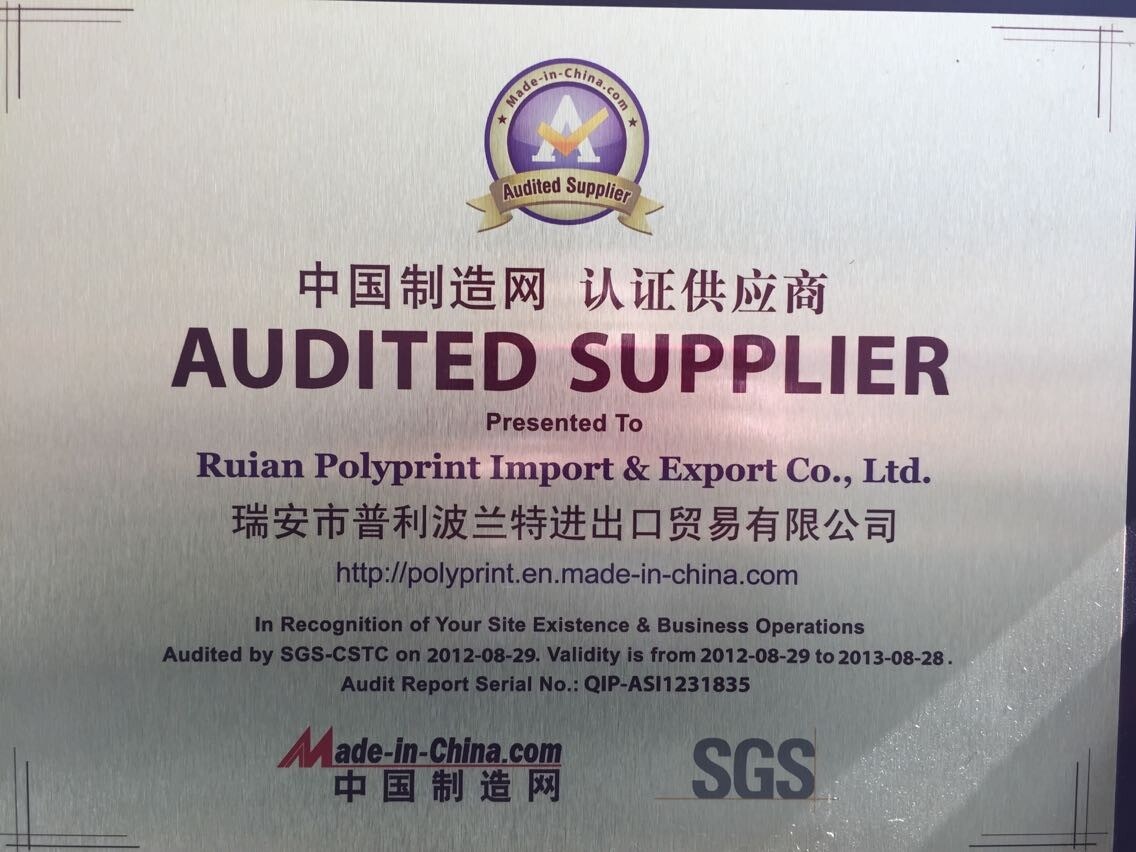 Made-in-China.com
A
Audited Supplier
中国制造网 认证供应商
AUDITED SUPPLIER
Presented To
Ruian Polyprint Import & Export Co., Ltd.
瑞安市普利波兰特进出口贸易有限公司
http://polyprint.en.made-in-china.com
In Recognition of Your Site Existence & Business Operations
Audited by SGS-CSTC on 2012-08-29. Validity is from 2012-08-29 to 2013-08-28.
Audit Report Serial No.: QIP-ASI1231835
Made-in-China.com
中国制造网
SGS